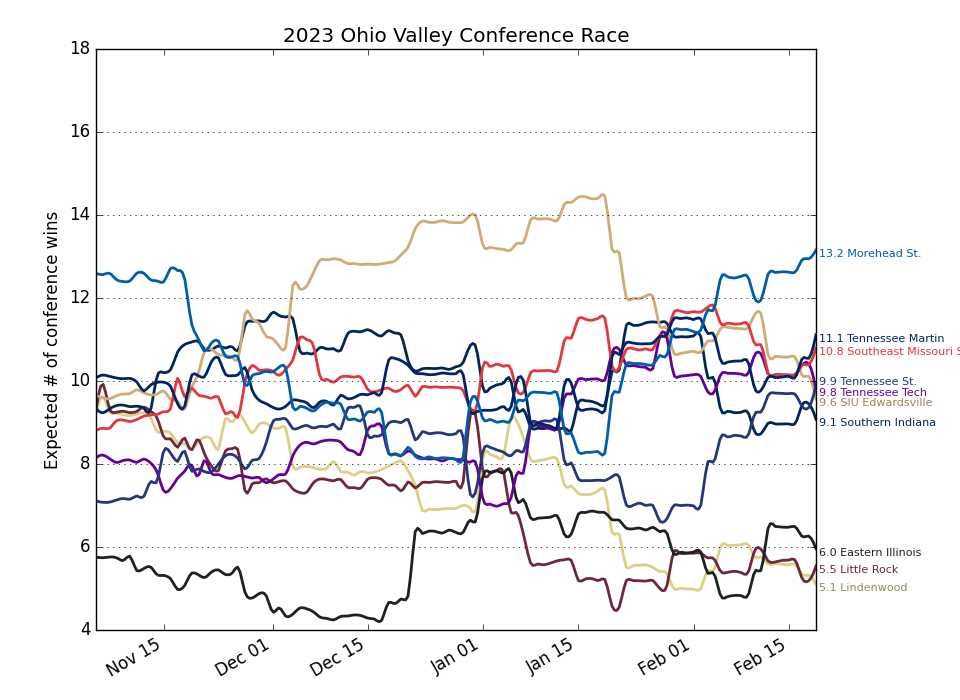 2023 Ohio Valley Conference Race
Expected # of conference wins
18
16
14
12
10
8
6
4
Nov 15
Dec 01
Dec 15
Jan 01
Jan 15
Feb 01
Feb 15
13.2 Morehead St.
11.1 Tennessee Martin
10.8 Southeast Missouri S
9.9 Tennessee St.
9.8 Tennessee Tech
9.6 SIU Edwardsville
9.1 Southern Indiana
6.0 Eastern Illinois
5.5 Little Rock
5.1 Lindenwood